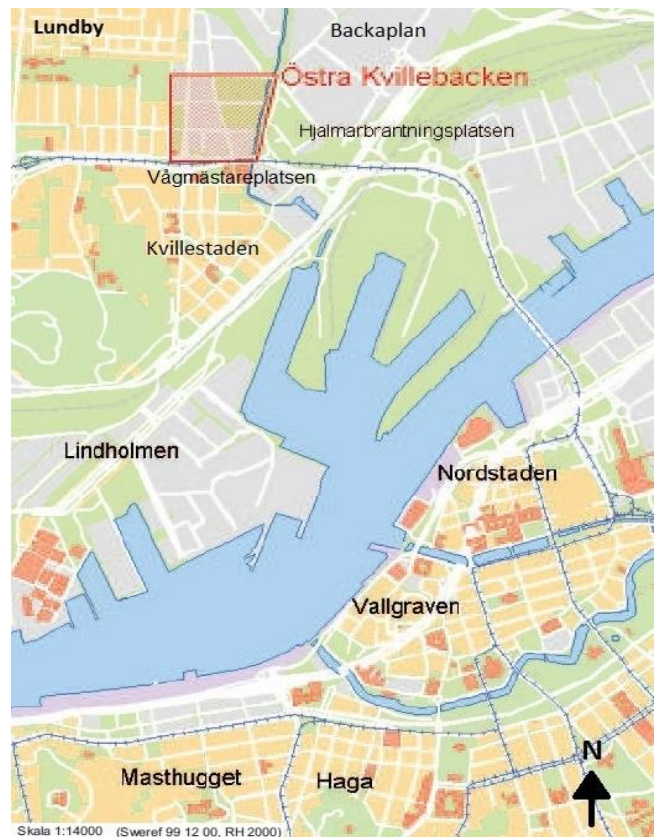 Lundby
Backaplan
Östra Kvillebäcken
Hjalmarbrantningsplatsen
Vågmästareplatsen
Kvillestaden
Lindholmen
Nordstaden
Vallgraven
N
Masthugget
Haga
Skala 1:14000 (Sweref 99 12 00, RH 2000)